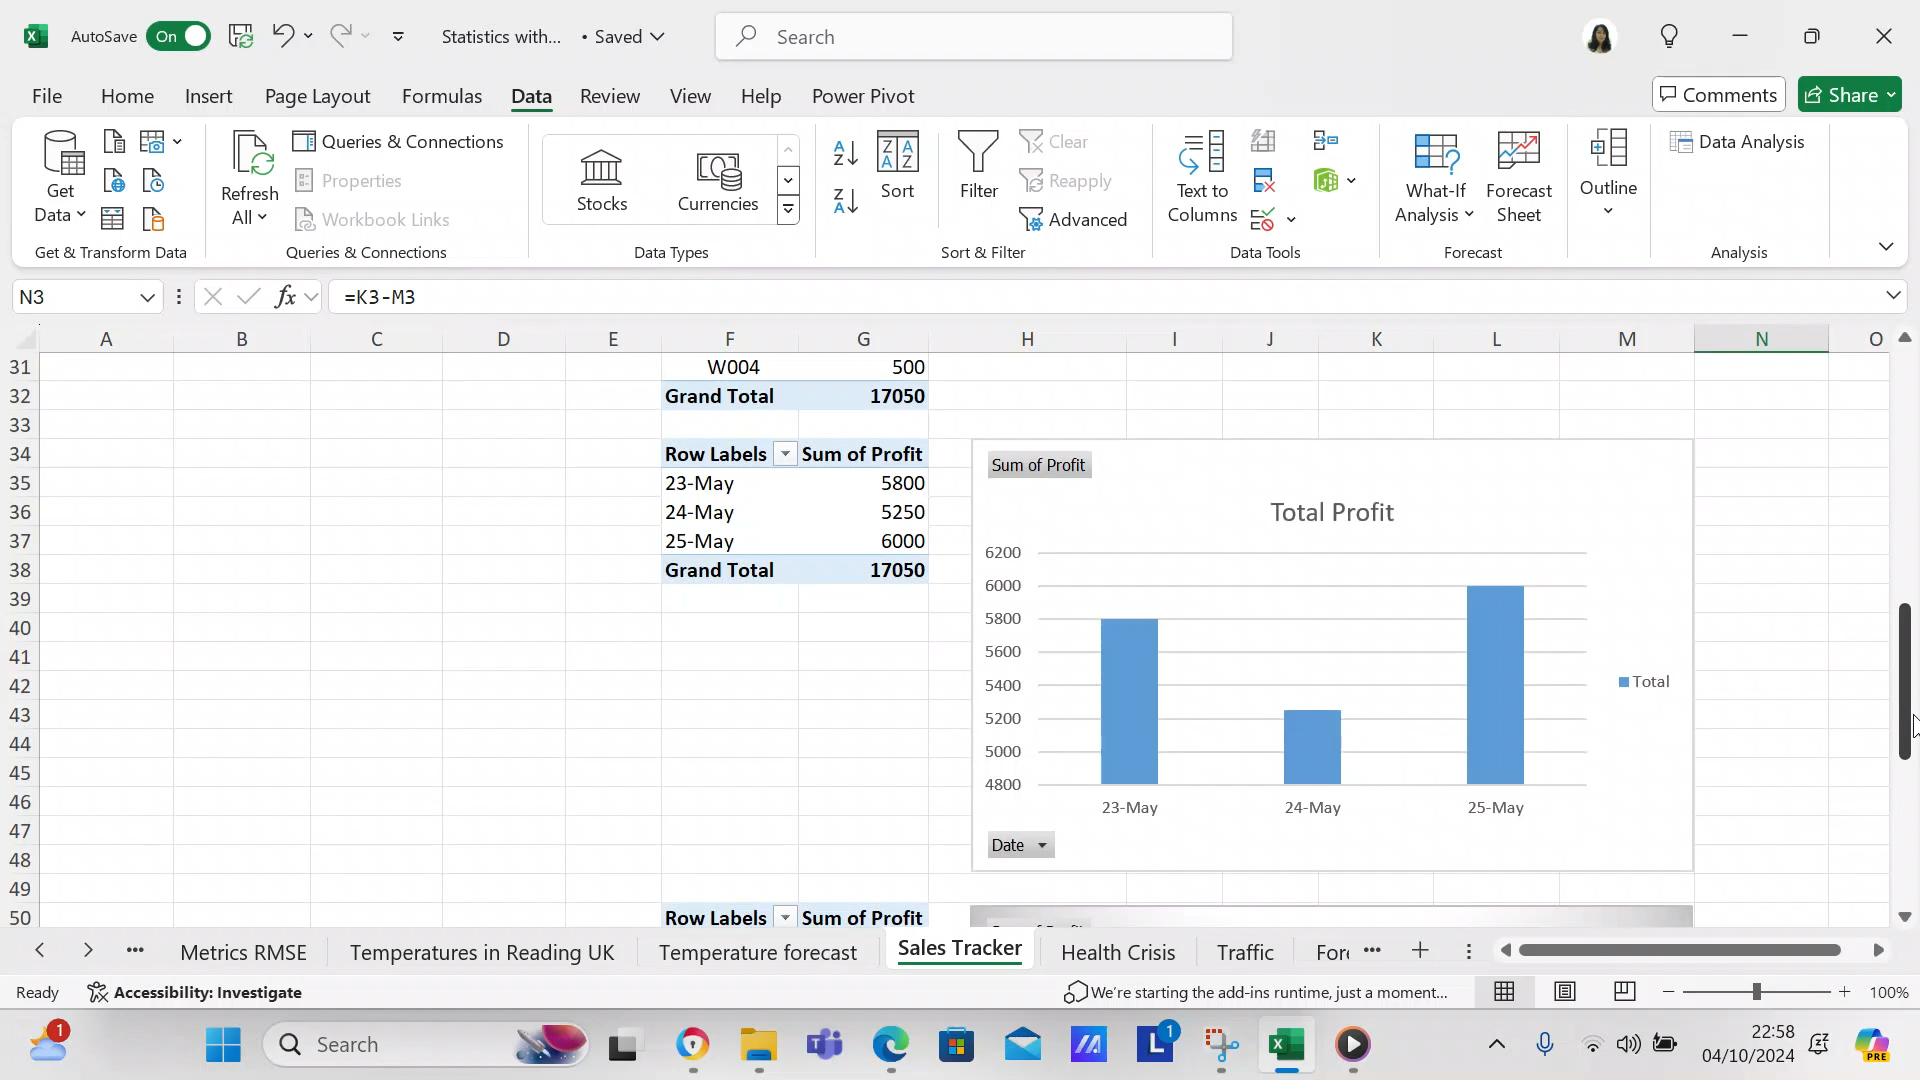 AutoSave On Statistics with... • Saved Search
File Home Insert Page Layout Formulas Data Review View Help Power Pivot Comments Share
Queries & Connections Clear Data Analysis
Get Data Refresh All Properties Stocks Currencies Sort Filter Reapply Text to Columns What-If Analysis Forecast Sheet Outline
Workbook Links Advanced
Get & Transform Data Queries & Connections Data Types Sort & Filter Data Tools Forecast Analysis
N3 fx =K3-M3
A B C D E F G H I J K L M N O
31 W004 500
32 Grand Total 17050
33
34 Row Labels Sum of Profit
35 23-May 5800
36 24-May 5250
37 25-May 6000
38 Grand Total 17050
39
40
41
42
43
44
45
46
47
48
49
50 Row Labels Sum of Profit
Sum of Profit
Total Profit
6200
6000
5800
5600
5400
5200
5000
4800
23-May 24-May 25-May
Total
Date
Metrics RMSE Temperatures in Reading UK Temperature forecast Sales Tracker Health Crisis Traffic Fore
Ready Accessibility: Investigate We're starting the add-ins runtime, just a moment... 100%
1 Search 1 22:58
04/10/2024
PRE